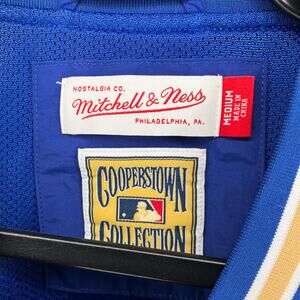 NOSTALGIA CO.
Mitchell & Ness
PHILADELPHIA, PA.
MEDIUM
MADE IN
CHINA
COOPERSTOWN
COLLECTION